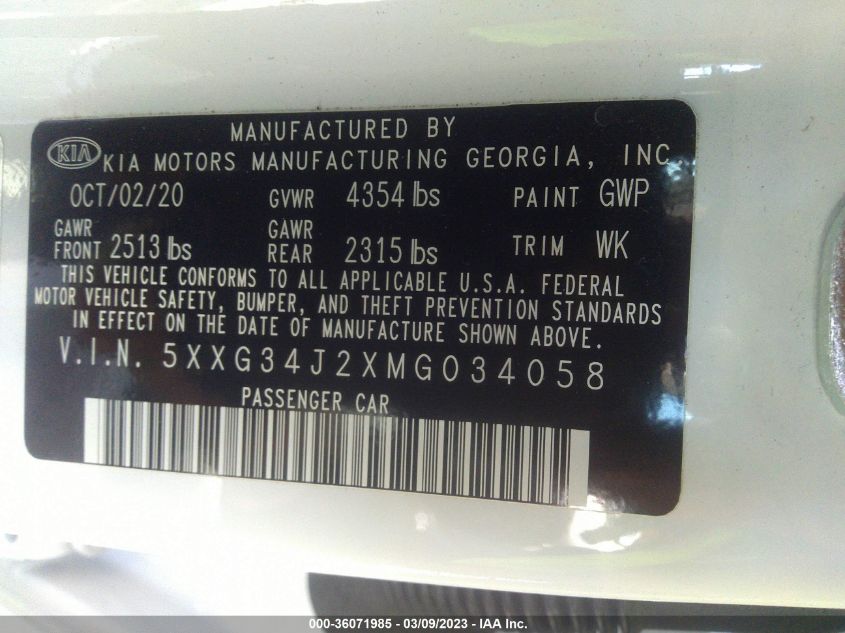 MANUFACTURED BY
KIA KIA MOTORS MANUFACTURING GEORGIA, INC.
OCT/02/20 GVWR 4354 lbs PAINT GWP
GAWR FRONT 2513 lbs GAWR REAR 2315 lbs TRIM WK
THIS VEHICLE CONFORMS TO ALL APPLICABLE U.S.A. FEDERAL
MOTOR VEHICLE SAFETY, BUMPER, AND THEFT PREVENTION STANDARDS
IN EFFECT ON THE DATE OF MANUFACTURE SHOWN ABOVE.
V.I.N. 5XXG34J2XMG034058
PASSENGER CAR
000-36071985 - 03/09/2023 - IAA Inc.